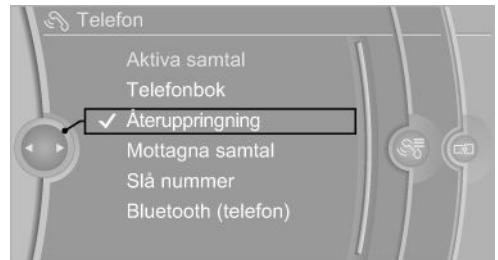 Telefon
Aktiva samtal
Telefonbok
Återuppringning
Mottagna samtal
Slå nummer
Bluetooth (telefon)